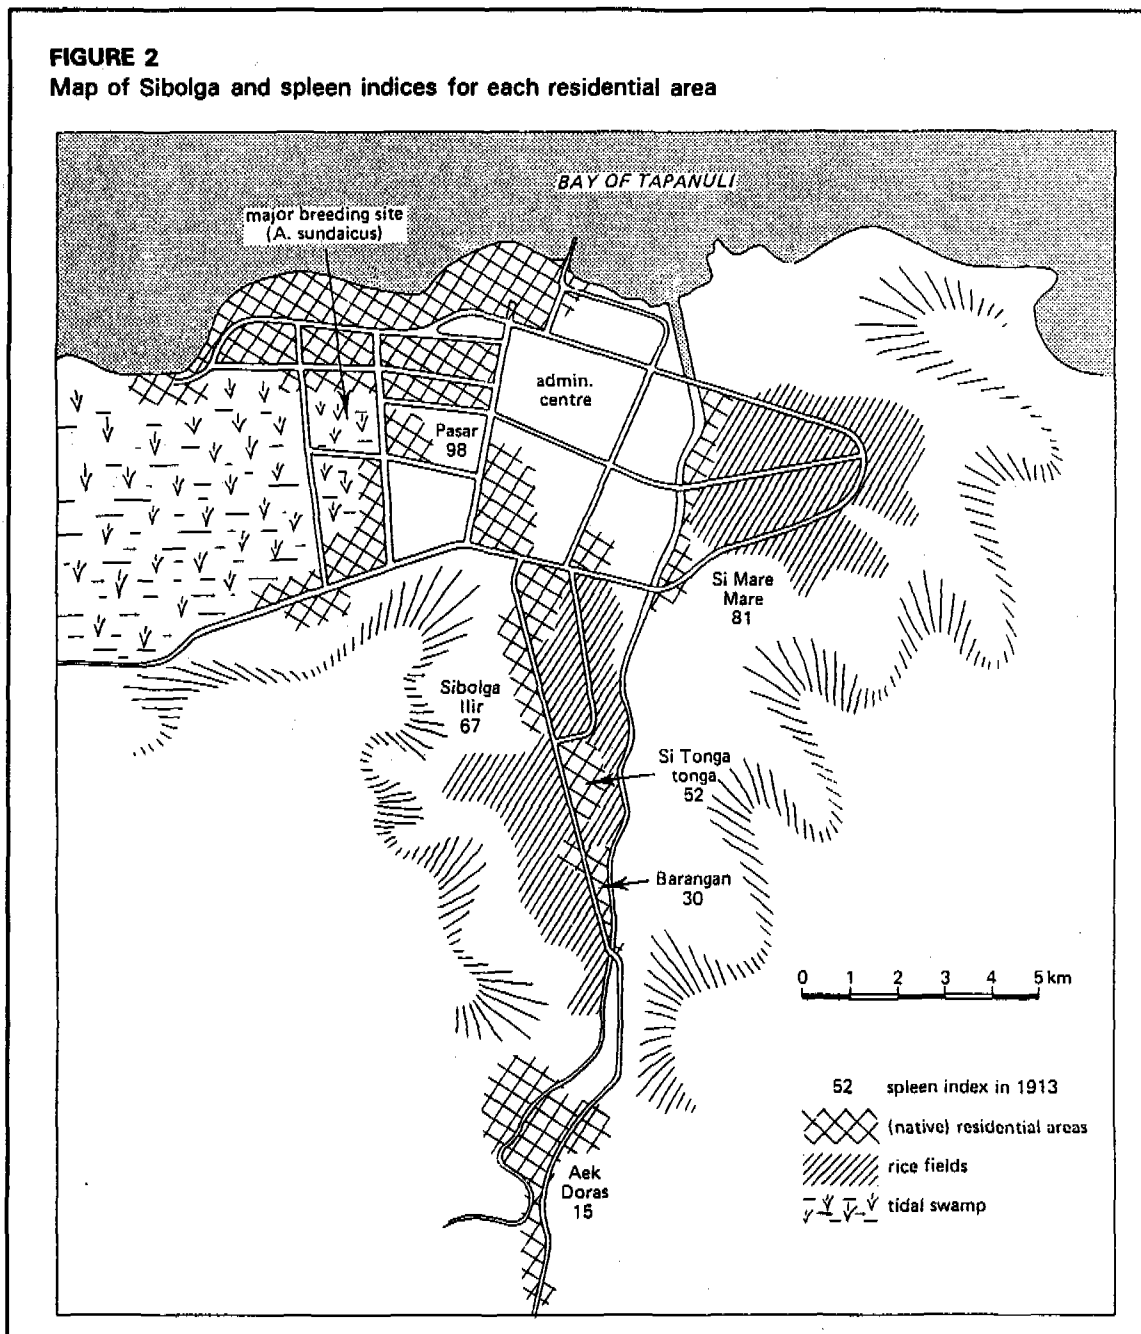 FIGURE 2
Map of Sibolga and spleen indices for each residential area
BAY OF TAPANULI
major breeding site
(A. sundaicus)
admin.
centre
Pasar
98
Si Mare
Mare
81
Sibolga
Ilir
67
Si Tonga
tonga
52
Barangan
30
0 1 2 3 4 5 km
52 spleen index in 1913
(native) residential areas
rice fields
tidal swamp
Aek
Doras
15